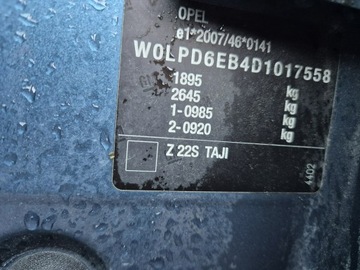 OPEL
e1*2007/46*0141
W0LPD6EB4D1017558
1895 kg
2645 kg
1-0985 kg
2-0920 kg
Z 22S TAJI
4402